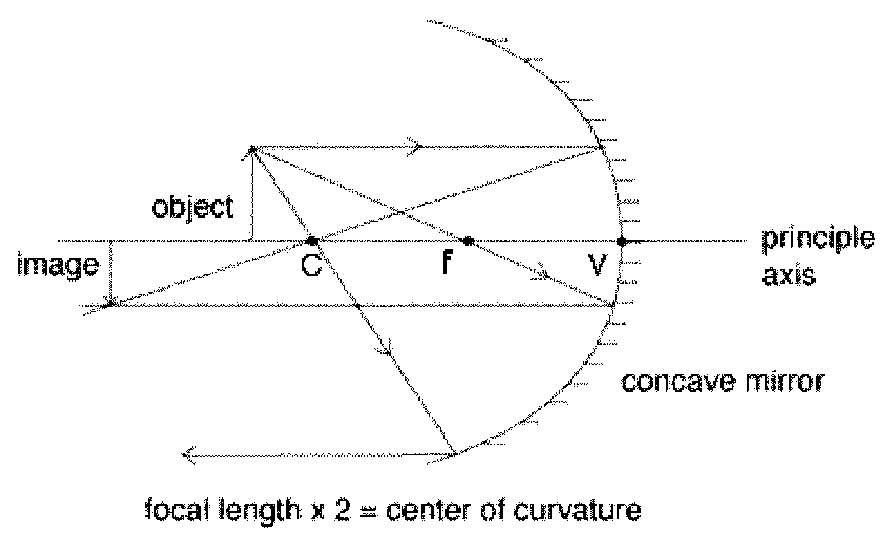 object
image
C
f
V
principle
axis
concave mirror
focal length x 2 = center of curvature